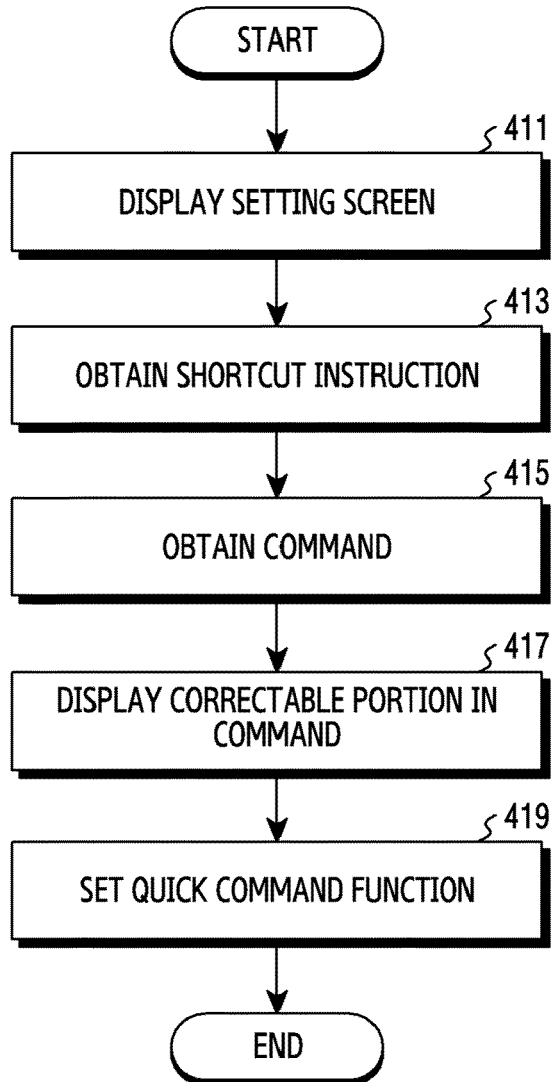 START
411
DISPLAY SETTING SCREEN
413
OBTAIN SHORTCUT INSTRUCTION
415
OBTAIN COMMAND
417
DISPLAY CORRECTABLE PORTION IN
COMMAND
419
SET QUICK COMMAND FUNCTION
END